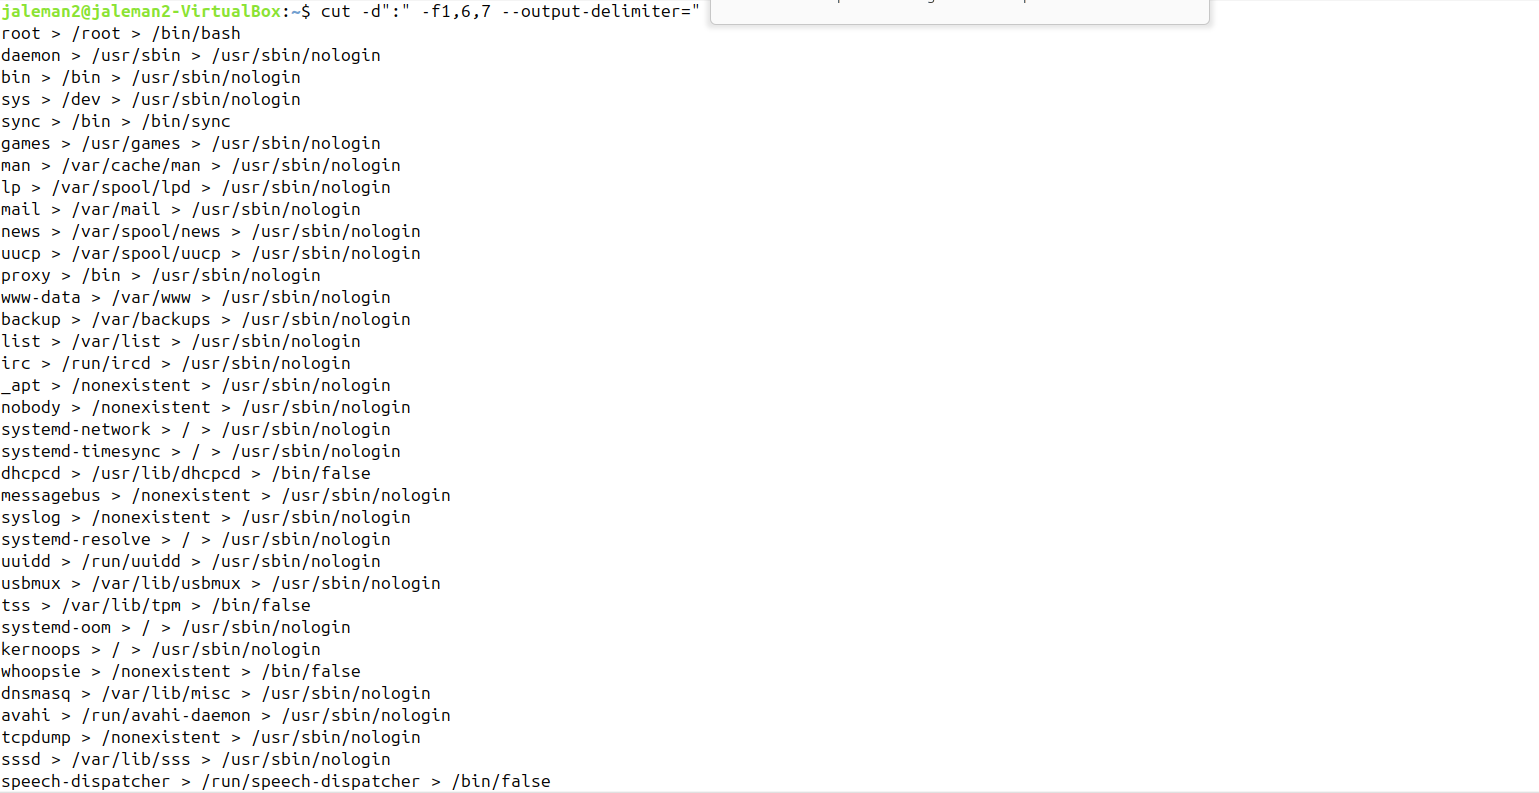 jaleman2@jaleman2-VirtualBox:~$ cut -d":" -f1,6,7 --output-delimiter="
root > /root > /bin/bash
daemon > /usr/sbin > /usr/sbin/nologin
bin > /bin > /usr/sbin/nologin
sys > /dev > /usr/sbin/nologin
sync > /bin > /bin/sync
games > /usr/games > /usr/sbin/nologin
man > /var/cache/man > /usr/sbin/nologin
lp > /var/spool/lpd > /usr/sbin/nologin
mail > /var/mail > /usr/sbin/nologin
news > /var/spool/news > /usr/sbin/nologin
uucp > /var/spool/uucp > /usr/sbin/nologin
proxy > /bin > /usr/sbin/nologin
www-data > /var/www > /usr/sbin/nologin
backup > /var/backups > /usr/sbin/nologin
list > /var/list > /usr/sbin/nologin
irc > /run/ircd > /usr/sbin/nologin
_apt > /nonexistent > /usr/sbin/nologin
nobody > /nonexistent > /usr/sbin/nologin
systemd-network > / > /usr/sbin/nologin
systemd-timesync > / > /usr/sbin/nologin
dhcpcd > /usr/lib/dhcpcd > /bin/false
messagebus > /nonexistent > /usr/sbin/nologin
syslog > /nonexistent > /usr/sbin/nologin
systemd-resolve > / > /usr/sbin/nologin
uuidd > /run/uuidd > /usr/sbin/nologin
usbmux > /var/lib/usbmux > /usr/sbin/nologin
tss > /var/lib/tpm > /bin/false
systemd-oom > / > /usr/sbin/nologin
kernoops > / > /usr/sbin/nologin
whoopsie > /nonexistent > /bin/false
dnsmasq > /var/lib/misc > /usr/sbin/nologin
avahi > /run/avahi-daemon > /usr/sbin/nologin
tcpdump > /nonexistent > /usr/sbin/nologin
sssd > /var/lib/sss > /usr/sbin/nologin
speech-dispatcher > /run/speech-dispatcher > /bin/false